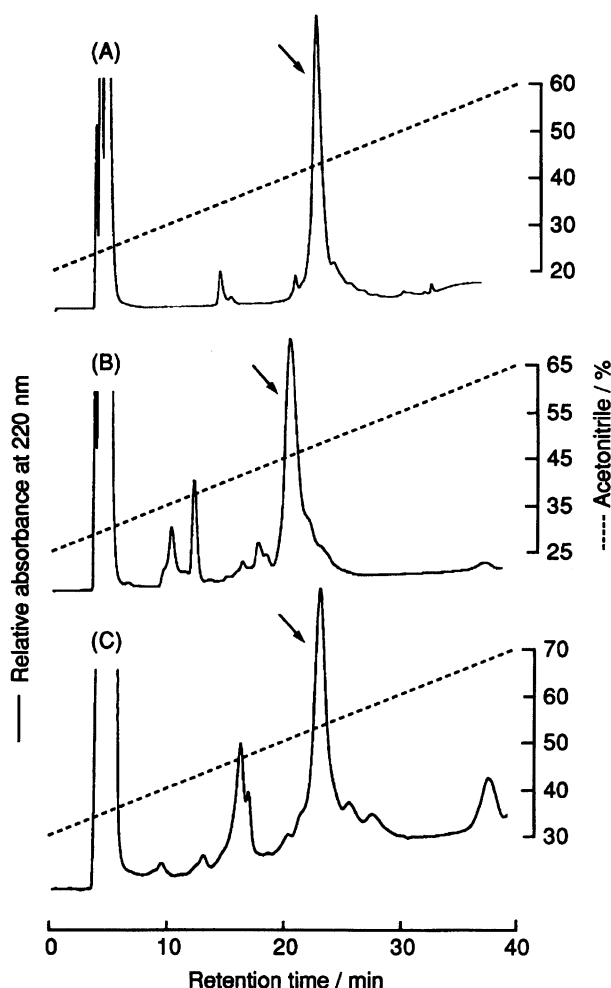 (A)
60
50
40
30
20
(B)
65
55
45
35
25
(C)
70
60
50
40
30
Relative absorbance at 220 nm
Acetonitrile / %
0 10 20 30 40
Retention time / min